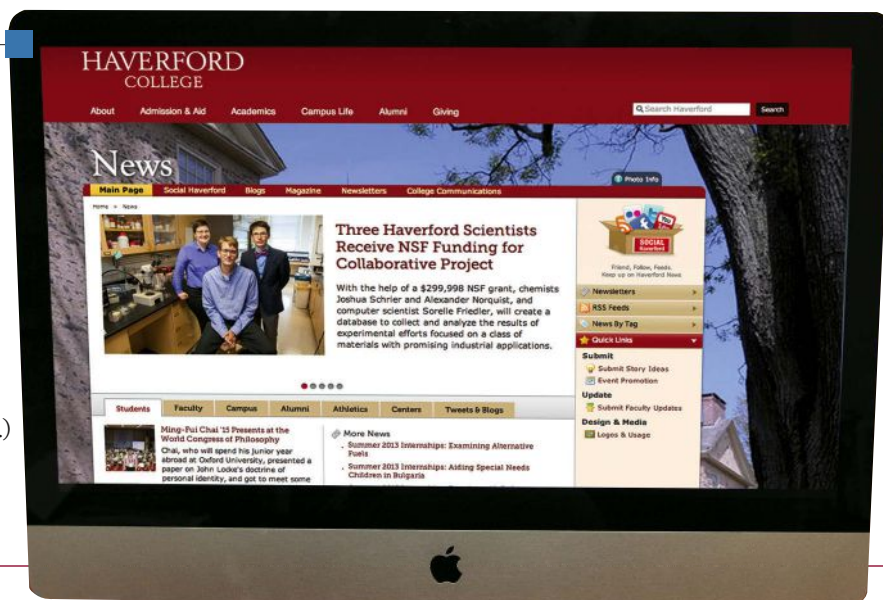 HAVERFORD
COLLEGE
About Admission & Aid Academics Campus Life Alumni Giving
Search Haverford Search
News
Photo Info
Main Page Social Haverford Blogs Magazine Newsletters College Communications
Home > News
Three Haverford Scientists
Receive NSF Funding for
Collaborative Project
With the help of a $299,998 NSF grant, chemists
Joshua Schrier and Alexander Norquist, and
computer scientist Sorelle Friedler, will create a
database to collect and analyze the results of
experimental efforts focused on a class of
materials with promising industrial applications.
SOCIAL
Haverford
Friend, Follow, Feeds.
Keep up on Haverford News
Newsletters
RSS Feeds
News By Tag
Quick Links
Submit
Submit Story Ideas
Event Promotion
Update
Submit Faculty Updates
Design & Media
Logos & Usage
Students Faculty Campus Alumni Athletics Centers Tweets & Blogs
Ming-Fui Chai '15 Presents at the
World Congress of Philosophy
Chai, who will spend his junior year
abroad at Oxford University, presented a
paper on John Locke's doctrine of
personal identity, and got to meet some
More News
Summer 2013 Internships: Examining Alternative
Fuels
Summer 2013 Internships: Aiding Special Needs
Children in Bulgaria
.)